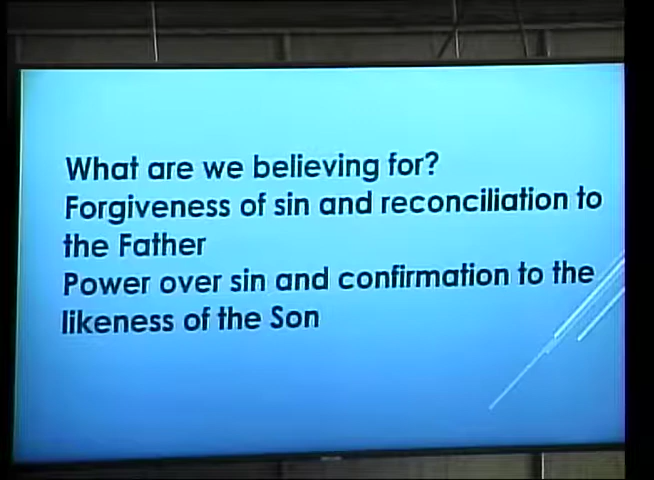 What are we believing for?
Forgiveness of sin and reconciliation to
the Father
Power over sin and confirmation to the
likeness of the Son